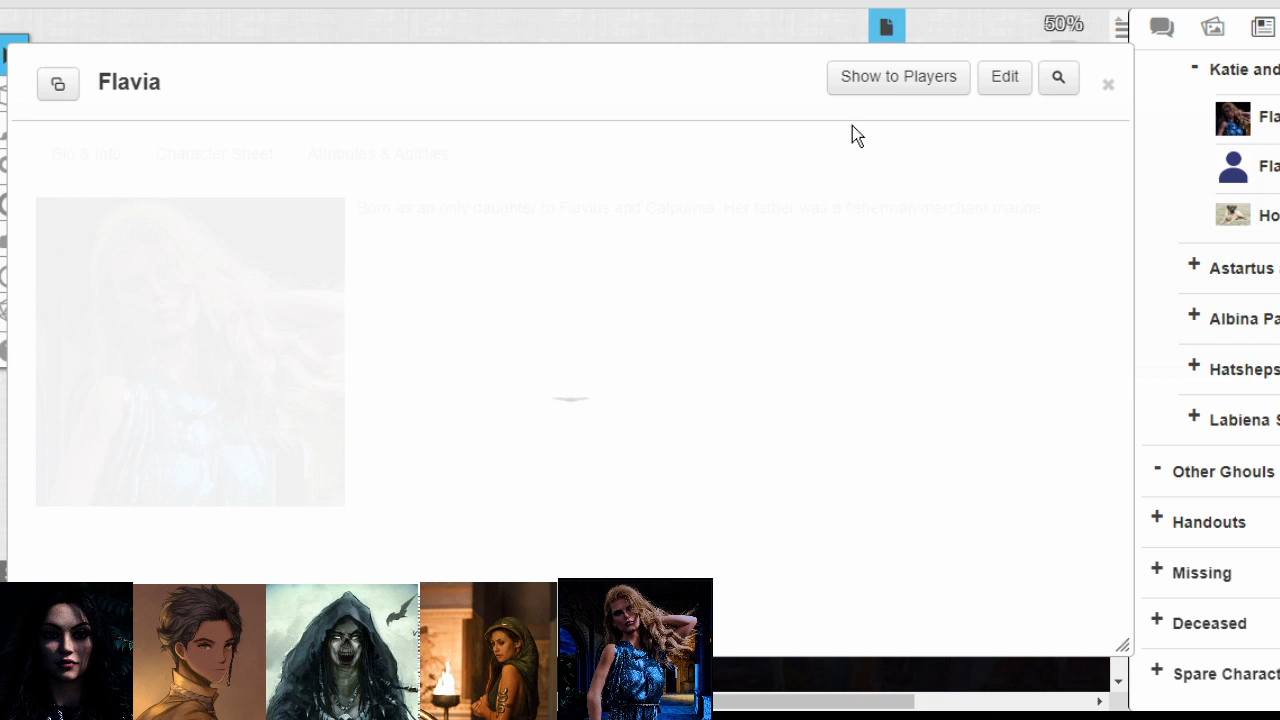 50%
Flavia
Show to Players
Edit
Bio & Info
Character Sheet
Attributes & Abilities
Born as an only daughter to Flavius and Calpurnia. Her father was a fisherman merchant marine
Katie and
Fla
Fla
Ho
Astartus
Albina Pa
Hatsheps
Labiena S
Other Ghouls
Handouts
Missing
Deceased
Spare Charact